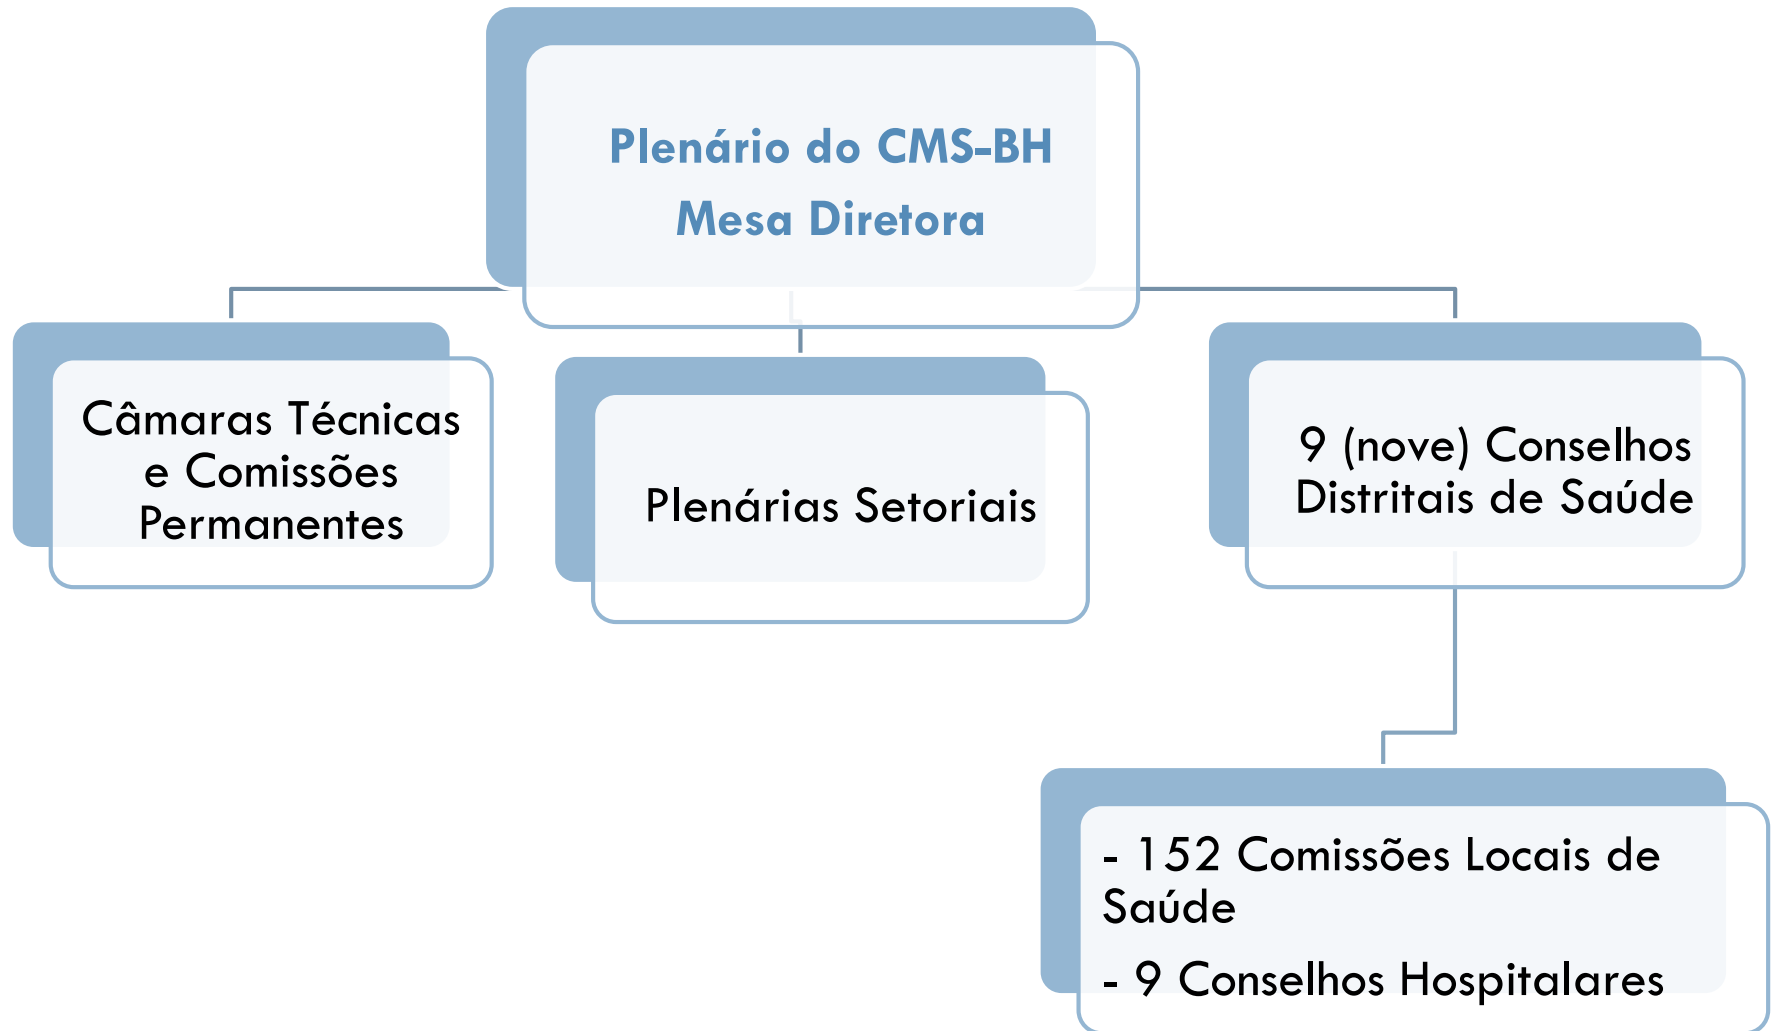 Plenário do CMS-BH
Mesa Diretora
Câmaras Técnicas
e Comissões
Permanentes
Plenárias Setoriais
9 (nove) Conselhos
Distritais de Saúde
- 152 Comissões Locais de
Saúde
- 9 Conselhos Hospitalares